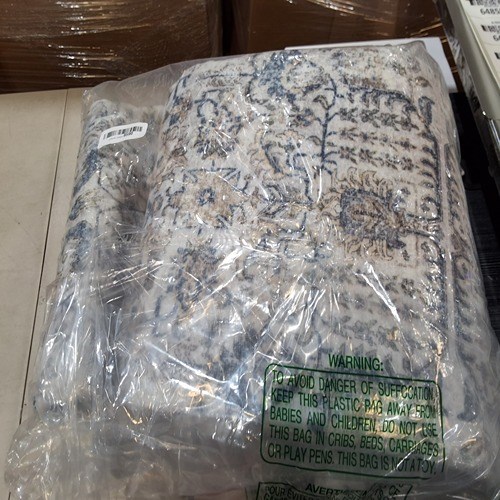 6485
WARNING:
TO AVOID DANGER OF SUFFOCATION
KEEP THIS PLASTIC BAG AWAY FROM
BABIES AND CHILDREN. DO NOT USE
THIS BAG IN CRIBS, BEDS, CARRIAGES
OR PLAY PENS. THIS BAG IS NOT A TOY.